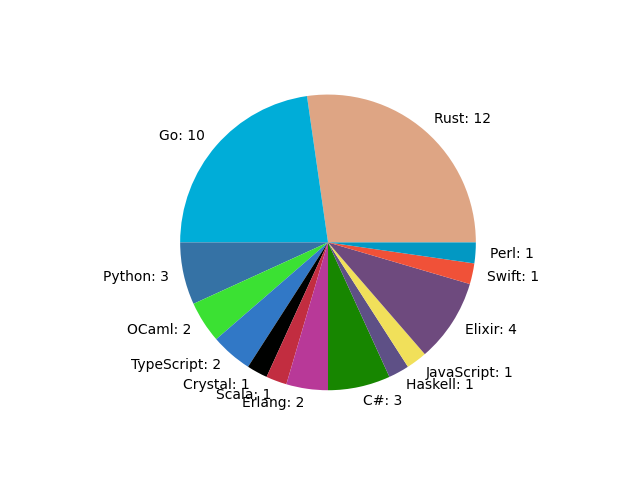 Rust: 12
Go: 10
Python: 3
OCaml: 2
TypeScript: 2
Crystal: 1
Scala: 1
Erlang: 2
C#: 3
Haskell: 1
JavaScript: 1
Elixir: 4
Swift: 1
Perl: 1